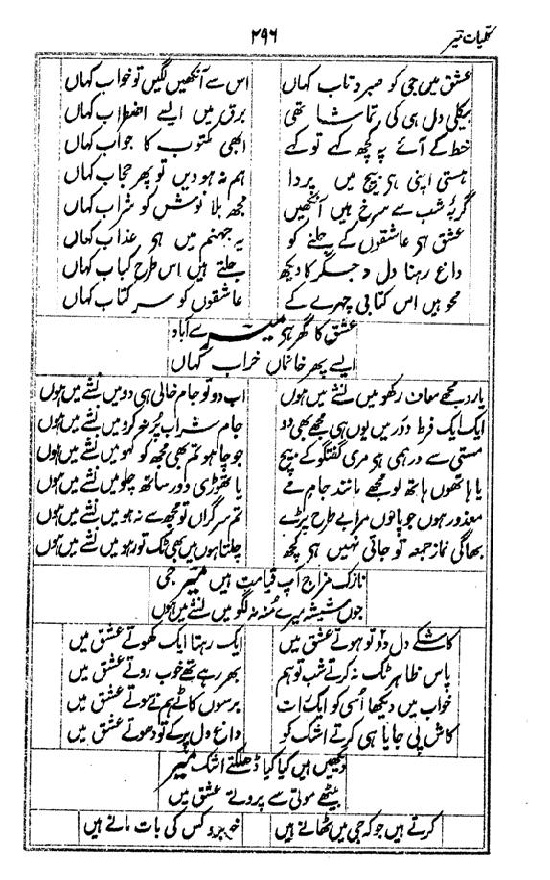 کلیات میر ۲۹۶
عشق میں جی کو صبر و تاب کہاں اس سے آنکھیں لگیں تو خواب کہاں
بیکلی دل ہی کی تماشا تھی برق میں ایسے اضطراب کہاں
خط کے آئے پہ کچھ کہے تو کہے ابھی مکتوب کا جواب کہاں
ہستی اپنی ہے بیچ میں پردا ہم نہ ہوویں تو پھر حجاب کہاں
گریۂ شب سے سرخ ہیں آنکھیں مجھ بلا نوش کو شراب کہاں
عشق ہے عاشقوں کے جلنے کو یہ جہنم میں ہے عذاب کہاں
داغ رہنا دل و جگر کا دیکھ جلتے ہیں اس طرح کباب کہاں
محو ہیں اس کتابی چہرے کے عاشقوں کو سر کتاب کہاں
عشق کا گھر ہے میرؔ سے آباد
ایسے پھر خانماں خراب کہاں
یارو مجھے معاف رکھو میں نشے میں ہوں اب دو تو جام خالی ہی دو میں نشے میں ہوں
ایک ایک فرط دور میں یوں ہی مجھے بھی دو جام شراب پر نہ کرو میں نشے میں ہوں
مستی سے درہمی ہے مری گفتگو کے بیچ جو چاہو تم بھی مجھ کو کہو میں نشے میں ہوں
یا ہاتھوں ہاتھ لو مجھے مانند جام مے یا تھوڑی دور ساتھ چلو میں نشے میں ہوں
معذور ہوں جو پانوں مرا بے طرح پڑے تم سرگراں تو مجھ سے نہ ہو میں نشے میں ہوں
بھاگی نماز جمعہ تو جاتی نہیں ہے کچھ چلتا ہوں میں بھی ٹک تو رہو میں نشے میں ہوں
نازک مزاج آپ قیامت ہیں میرؔ جی
جوں شیشہ میرے منہ نہ لگو میں نشے میں ہوں
کاشکے دل دو تو ہوتے عشق میں ایک رہتا ایک کھوتے عشق میں
پاس ظاہر ٹک نہ کرتے شب تو ہم بھر رہے تھے خوب روتے عشق میں
خواب میں دیکھا اسی کو ایک رات برسوں کاٹے ہم نے سوتے عشق میں
کاش پی جایا ہی کرتے اشک کو داغ دل پر کے تو دھوتے عشق میں
دیکھیں ہیں کیا کیا ڈھلکتے اشک میرؔ
بیٹھے موتی سے پروتے عشق میں
کرتے ہیں جو کہ جی میں ٹھانے ہیں خوبرو کس کی بات مانے ہیں